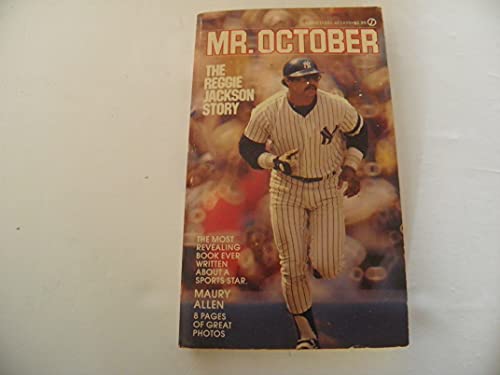 MR. OCTOBER
THE
REGGIE
JACKSON
STORY
NY
THE MOST
REVEALING
BOOK EVER
WRITTEN
ABOUT A
SPORTS STAR.
MAURY
ALLEN
8 PAGES
OF GREAT
PHOTOS